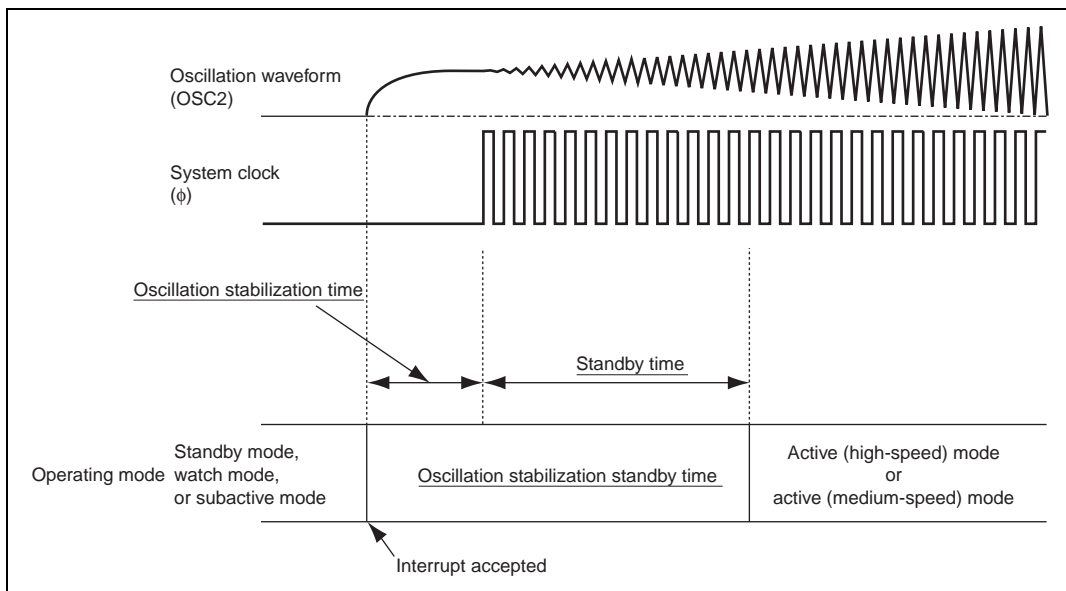 Oscillation waveform
(OSC2)
System clock
(ϕ)
Oscillation stabilization time
Standby time
Operating mode
Standby mode,
watch mode,
or subactive mode
Oscillation stabilization standby time
Active (high-speed) mode
or
active (medium-speed) mode
Interrupt accepted